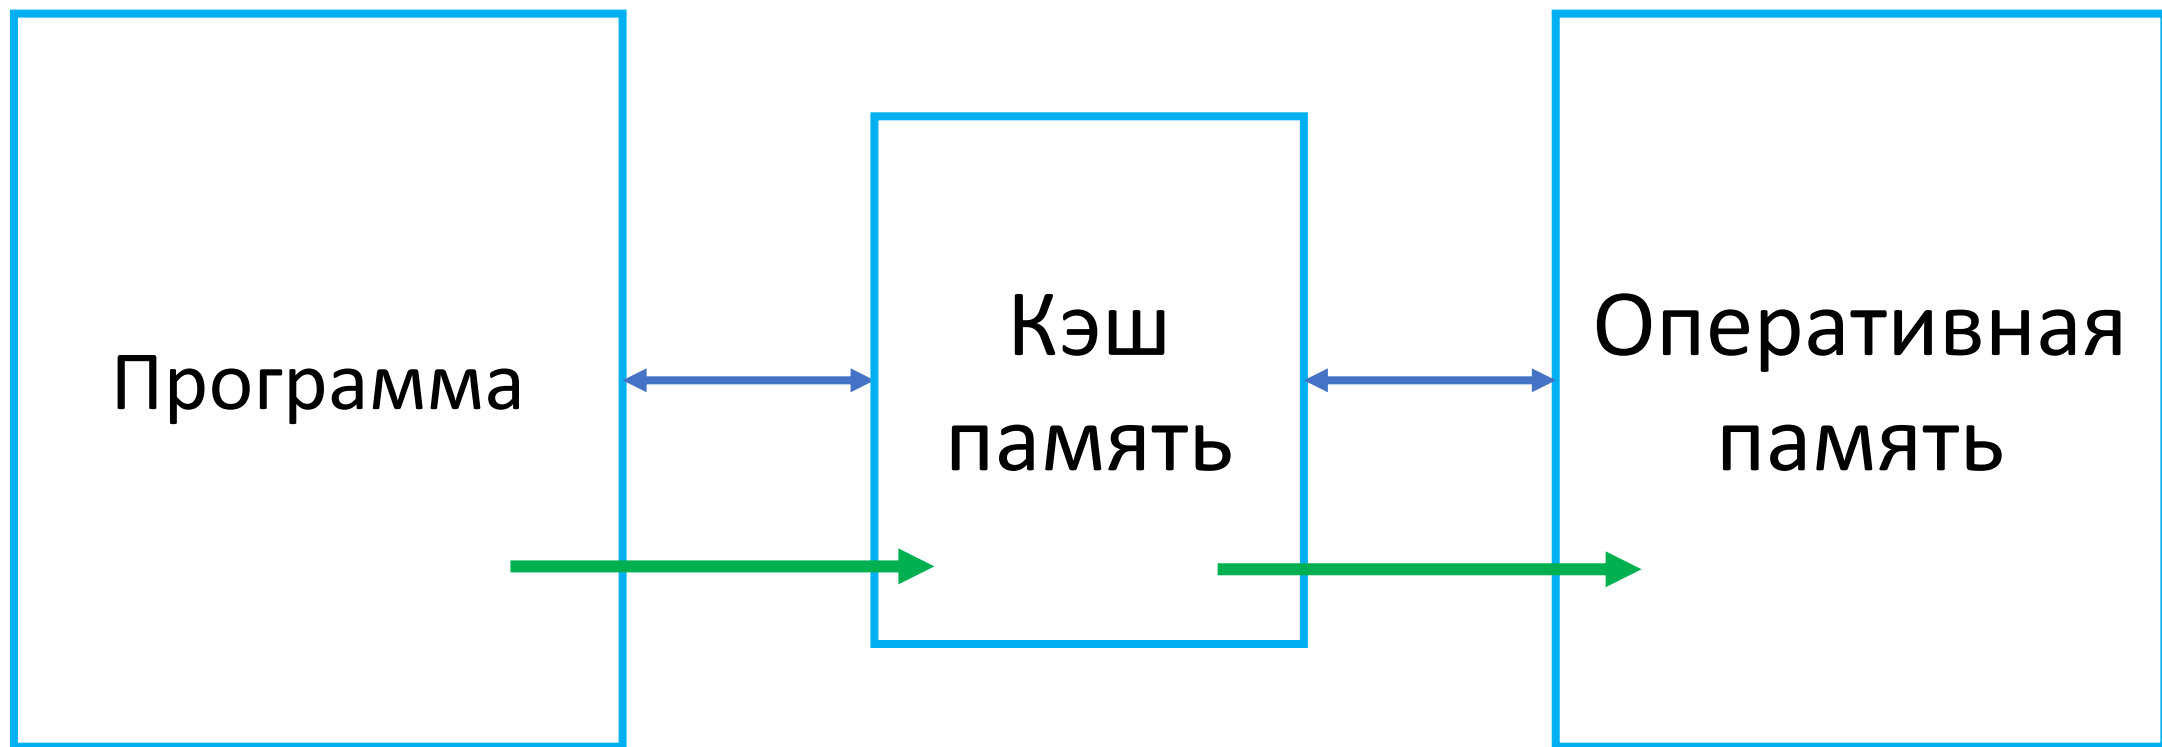 Программа
Кэш
память
Оперативная
память